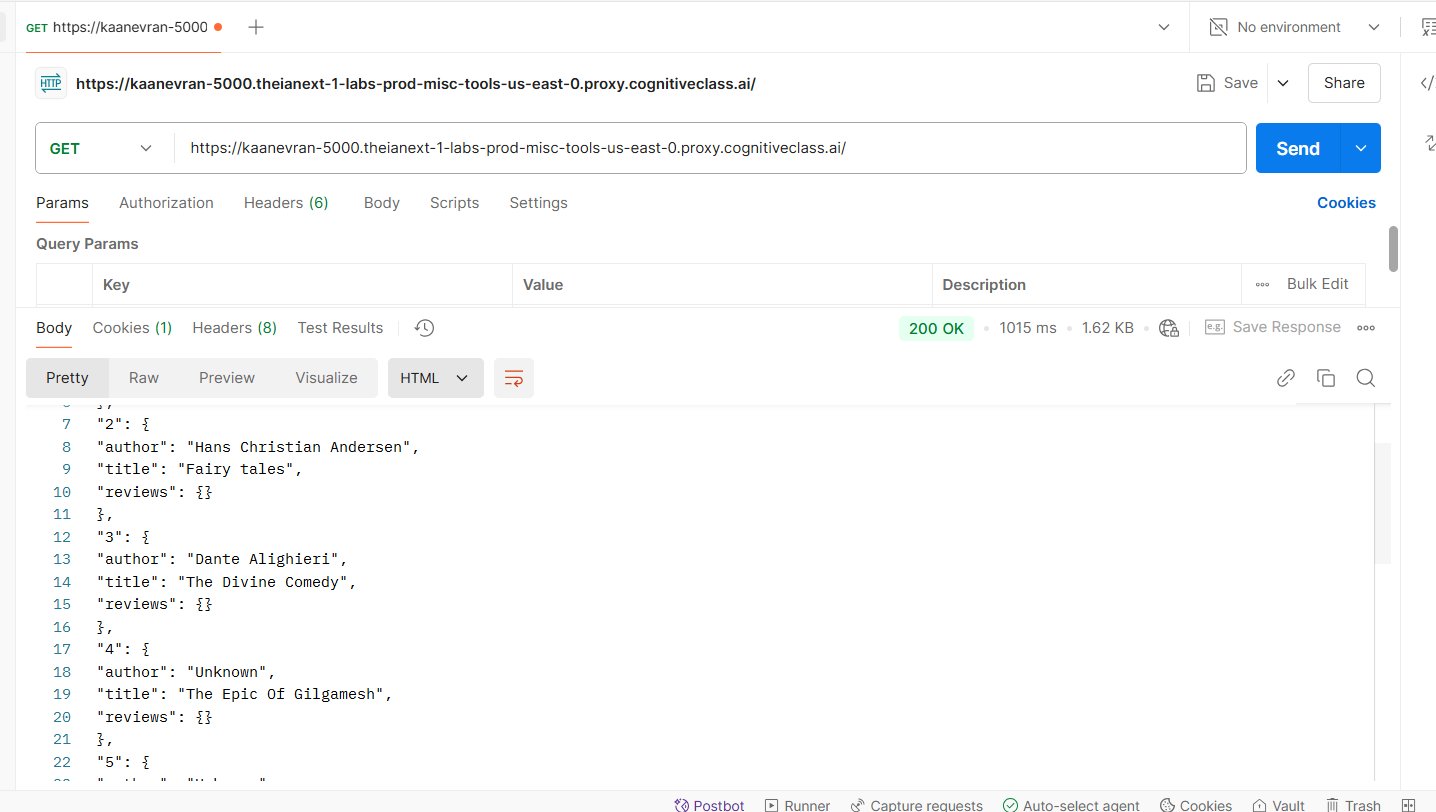 GET https://kaanevran-5000
No environment
HTTP https://kaanevran-5000.theianext-1-labs-prod-misc-tools-us-east-0.proxy.cognitiveclass.ai/
Save
Share
GET
https://kaanevran-5000.theianext-1-labs-prod-misc-tools-us-east-0.proxy.cognitiveclass.ai/
Send
Params Authorization Headers (6) Body Scripts Settings Cookies
Query Params
Key Value Description Bulk Edit
Body Cookies (1) Headers (8) Test Results 200 OK 1015 ms 1.62 KB e.g. Save Response
Pretty Raw Preview Visualize HTML
7 "2": {
8 "author": "Hans Christian Andersen",
9 "title": "Fairy tales",
10 "reviews": {}
11 },
12 "3": {
13 "author": "Dante Alighieri",
14 "title": "The Divine Comedy",
15 "reviews": {}
16 },
17 "4": {
18 "author": "Unknown",
19 "title": "The Epic Of Gilgamesh",
20 "reviews": {}
21 },
22 "5": {
Postbot Runner Capture requests Auto-select agent Cookies Vault Trash